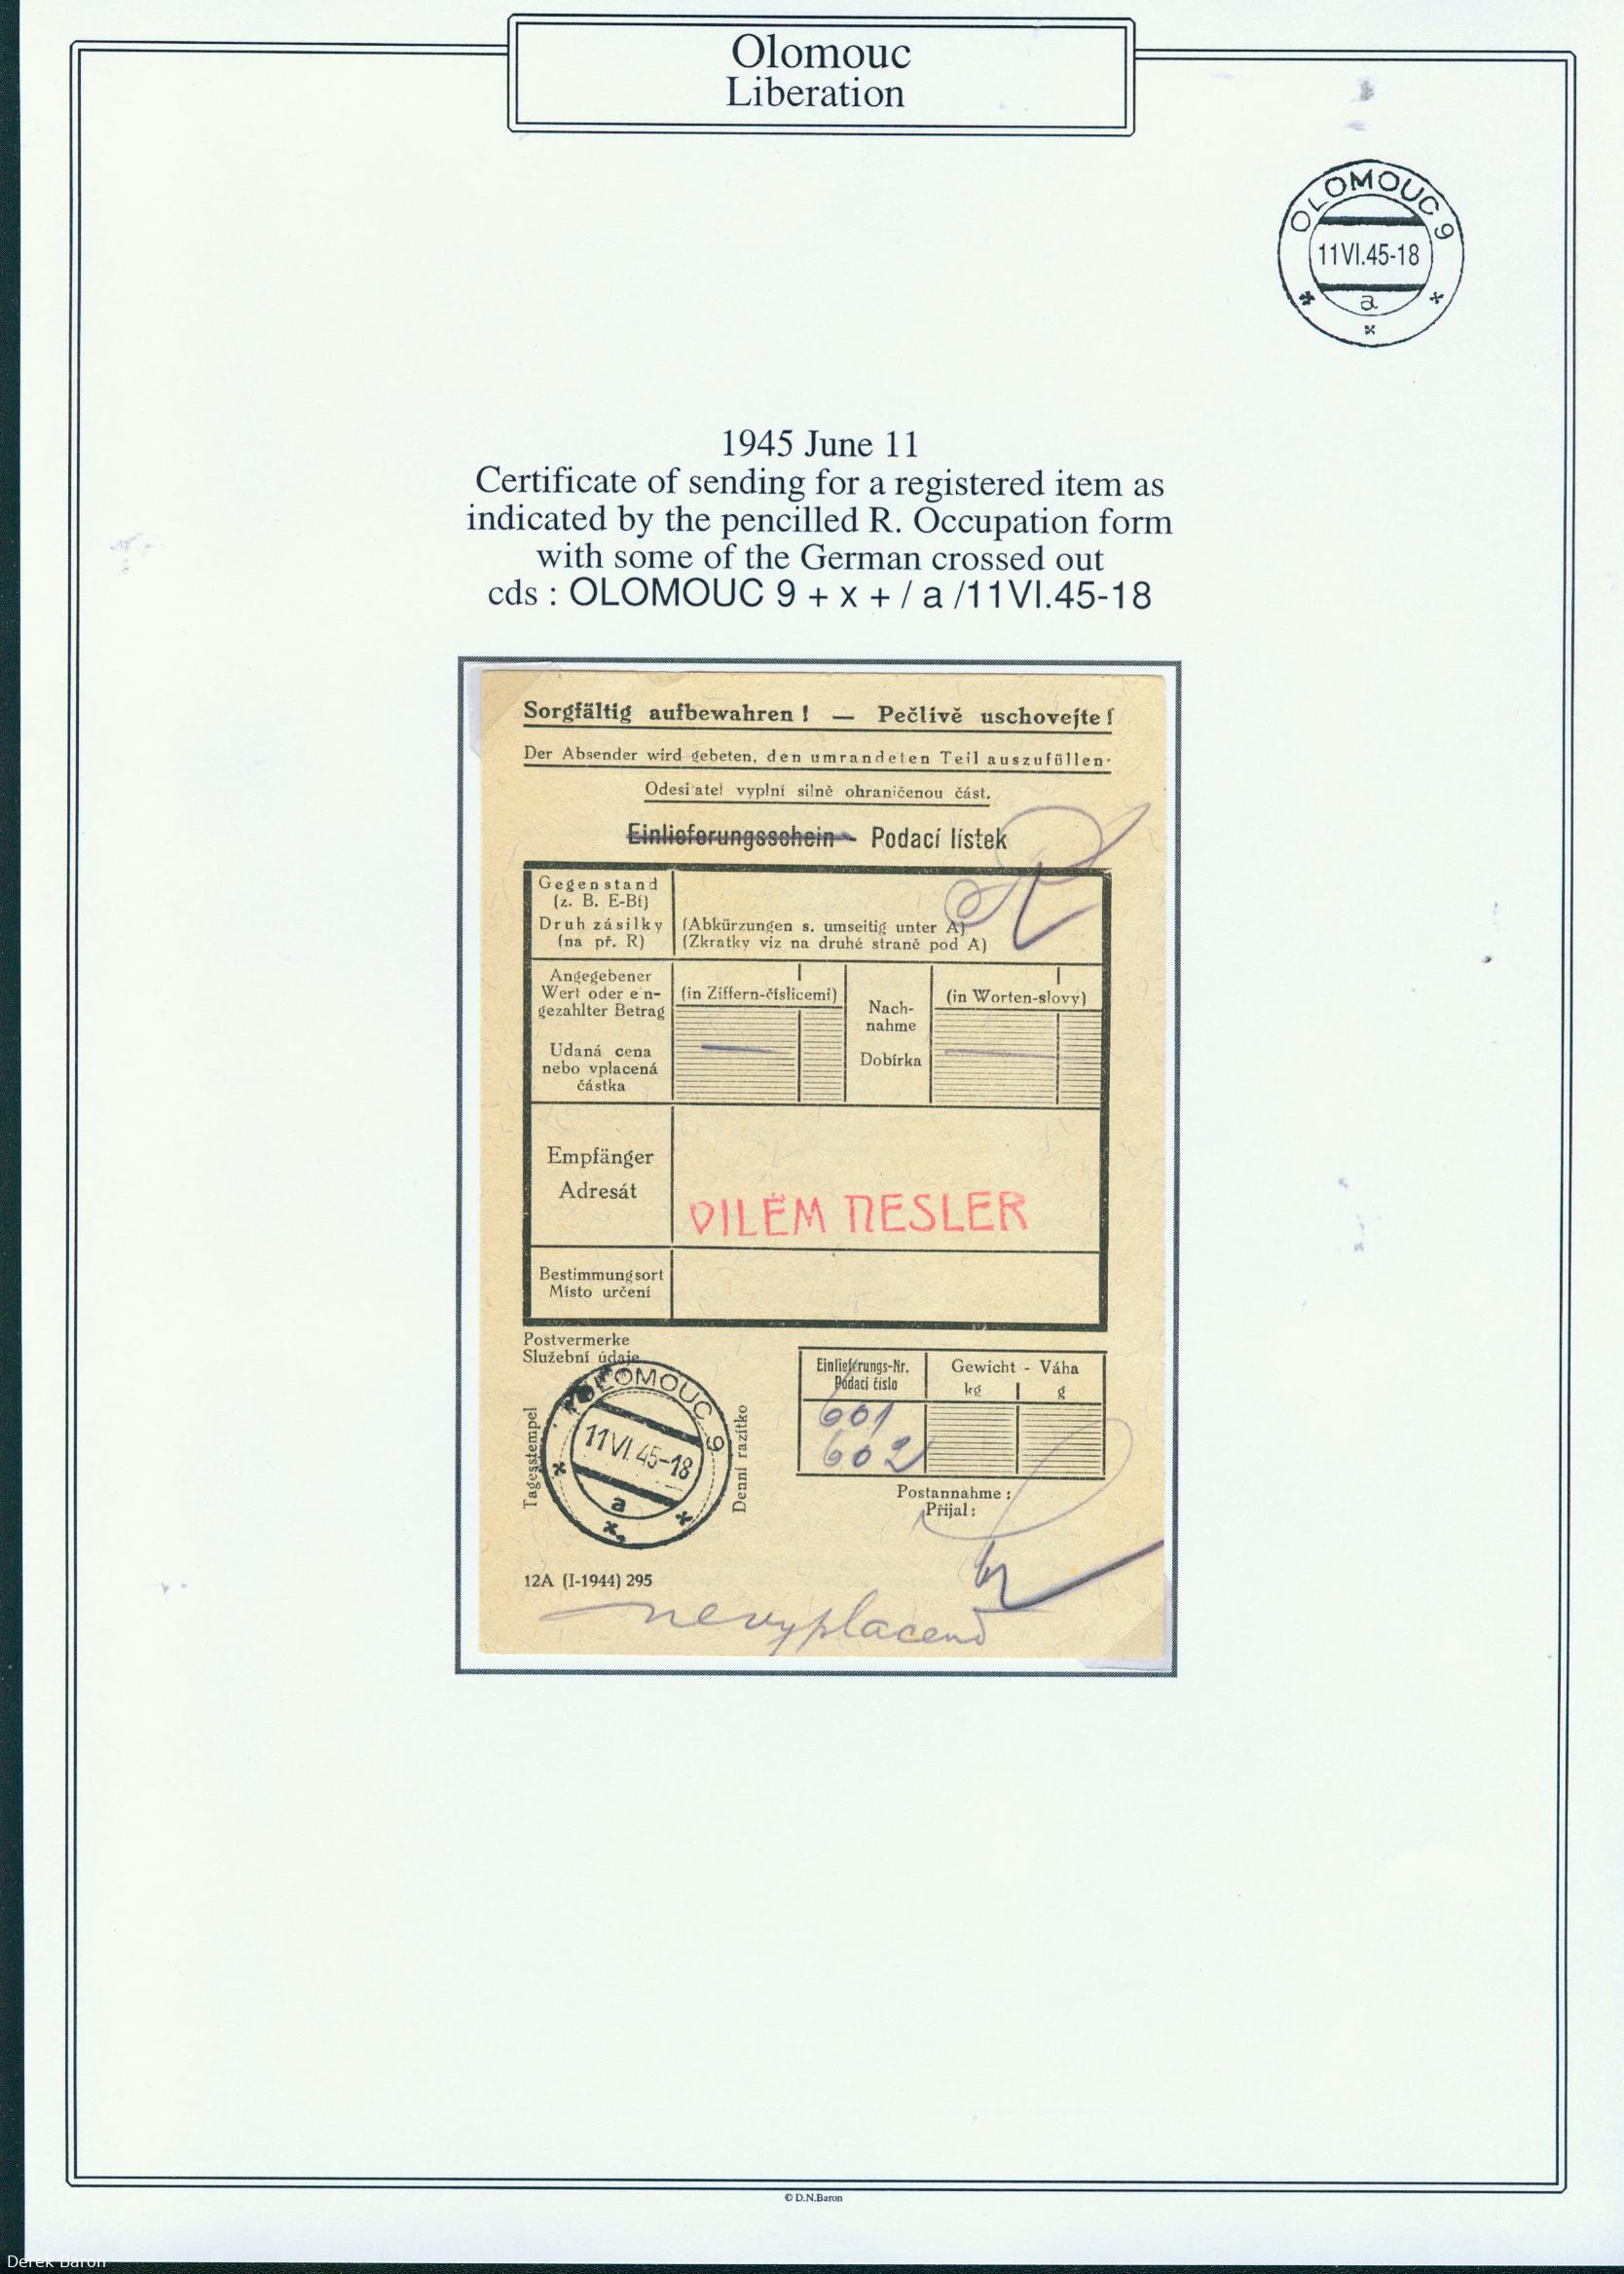 Olomouc
Liberation
OLOMOUC 9
11VI.45-18
a
1945 June 11
Certificate of sending for a registered item as
indicated by the pencilled R. Occupation form
with some of the German crossed out
cds : OLOMOUC 9 + x + / a /11VI.45-18
Sorgfältig aufbewahren ! — Pečlivě uschovejte !
Der Absender wird gebeten, den umrandeten Teil auszufüllen.
Odesilatel vyplní silně ohraničenou část.
Einlieferungsschein - Podací lístek
R
Gegenstand
(z. B. E-Bf)
Druh zásilky
(na př. R)
(Abkürzungen s. umseitig unter A)
(Zkratky viz na druhé straně pod A)
Angegebener
Wert oder ein-
gezahlter Betrag
Udaná cena
nebo vplacená
částka
(in Ziffern-číslicemi)
Nach-
nahme
Dobírka
(in Worten-slovy)
Empfänger
Adresát
VILÉM NESLER
Bestimmungsort
Místo určení
Postvermerke
Služební údaje
Tagesstempel
OLOMOUC 9
11VI.45-18
a
Denní razítko
Einlieferungs-Nr.
Podací číslo
Gewicht - Váha
kg g
601
602
Postannahme :
Přijal :
12A (I-1944) 295
nevyplaceno
© D.N.Baron
Derek Baron